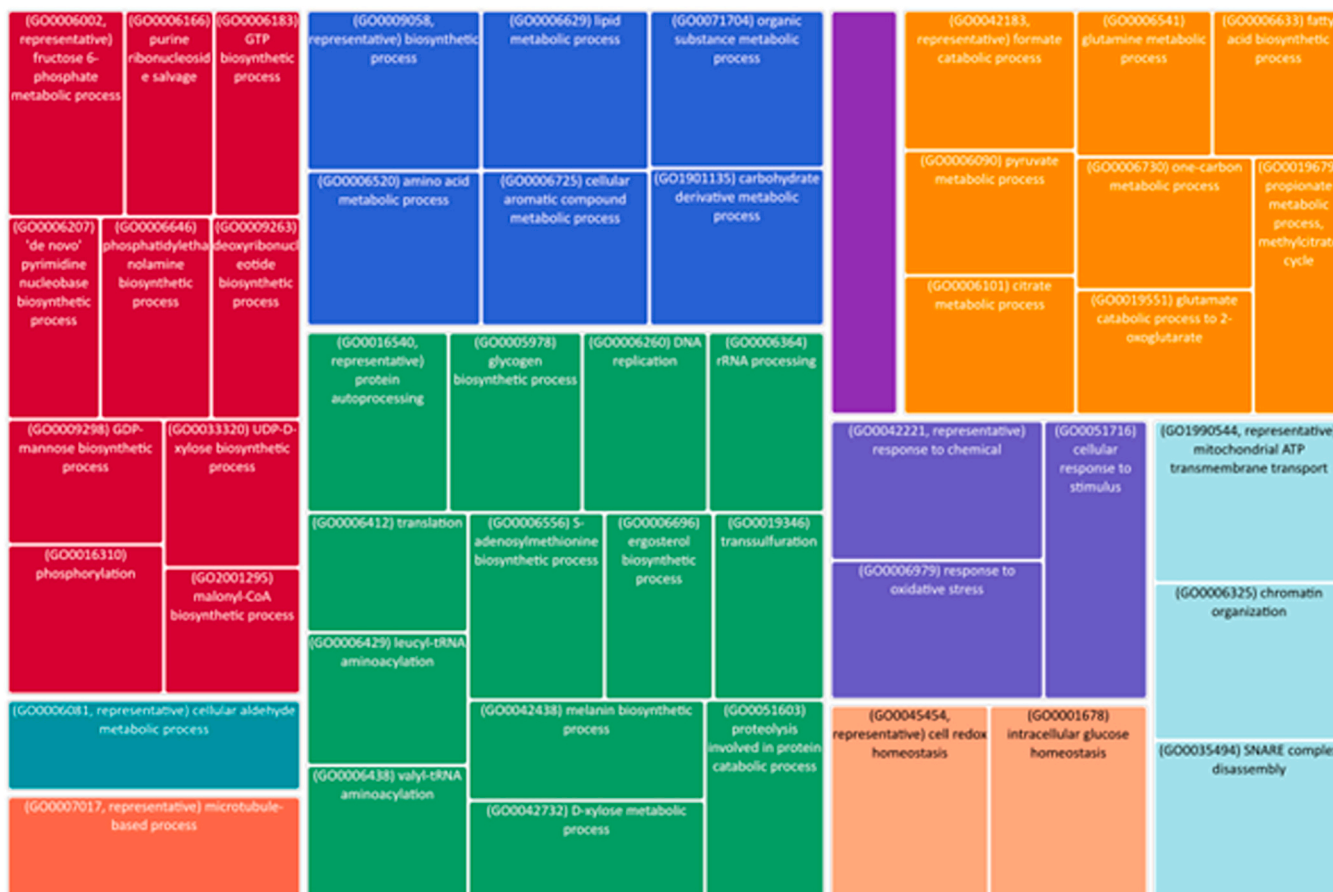 (GO0006002,
representative)
fructose 6-
phosphate
metabolic process
(GO0006166)
purine
ribonucleosid
e salvage
(GO0006183)
GTP
biosynthetic
process
(GO0006207)
'de novo'
pyrimidine
nucleobase
biosynthetic
process
(GO0006646)
phosphatidyletha
nolamine
biosynthetic
process
(GO0009263)
deoxyribonucl
eotide
biosynthetic
process
(GO0009298) GDP-
mannose biosynthetic
process
(GO0033320) UDP-D-
xylose biosynthetic
process
(GO0016310)
phosphorylation
(GO2001295)
malonyl-CoA
biosynthetic process
(GO0006081, representative) cellular aldehyde
metabolic process
(GO0007017, representative) microtubule-
based process
(GO0009058,
representative) biosynthetic
process
(GO0006629) lipid
metabolic process
(GO0071704) organic
substance metabolic
process
(GO0006520) amino acid
metabolic process
(GO0006725) cellular
aromatic compound
metabolic process
(GO1901135) carbohydrate
derivative metabolic
process
(GO0016540,
representative)
protein
autoprocessing
(GO0005978)
glycogen
biosynthetic process
(GO0006260) DNA
replication
(GO0006364)
rRNA processing
(GO0006412) translation
(GO0006556) S-
adenosylmethionine
biosynthetic process
(GO0006696)
ergosterol
biosynthetic
process
(GO0019346)
transsulfuration
(GO0006429) leucyl-tRNA
aminoacylation
(GO0006438) valyl-tRNA
aminoacylation
(GO0042438) melanin biosynthetic
process
(GO0042732) D-xylose metabolic
process
(GO0051603)
proteolysis
involved in protein
catabolic process
(GO0042183,
representative) formate
catabolic process
(GO0006541)
glutamine metabolic
process
(GO0006633) fatty
acid biosynthetic
process
(GO0006090) pyruvate
metabolic process
(GO0006730) one-carbon
metabolic process
(GO0019679)
propionate
metabolic
process,
methylcitrate
cycle
(GO0006101) citrate
metabolic process
(GO0019551) glutamate
catabolic process to 2-
oxoglutarate
(GO0042221, representative)
response to chemical
(GO0051716)
cellular
response to
stimulus
(GO0006979) response to
oxidative stress
(GO1990544, representative
mitochondrial ATP
transmembrane transport
(GO0006325) chromatin
organization
(GO0035494) SNARE comple
disassembly
(GO0045454,
representative) cell redox
homeostasis
(GO0001678)
intracellular glucose
homeostasis